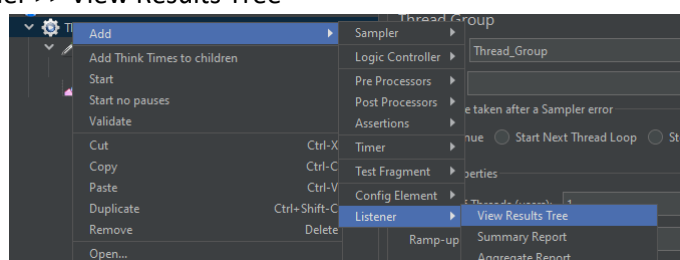 >> View Results Tree
Thread Group
Add
Add Think Times to children
Start
Start no pauses
Validate
Cut Ctrl-X
Copy Ctrl-C
Paste Ctrl-V
Duplicate Ctrl+Shift-C
Remove Delete
Open...
Sampler
Logic Controller
Pre Processors
Post Processors
Assertions
Timer
Test Fragment
Config Element
Listener
View Results Tree
Summary Report
Aggregate Report
Thread_Group
e taken after a Sampler error
nue Start Next Thread Loop St
perties
Threads (users): 1
Ramp-up